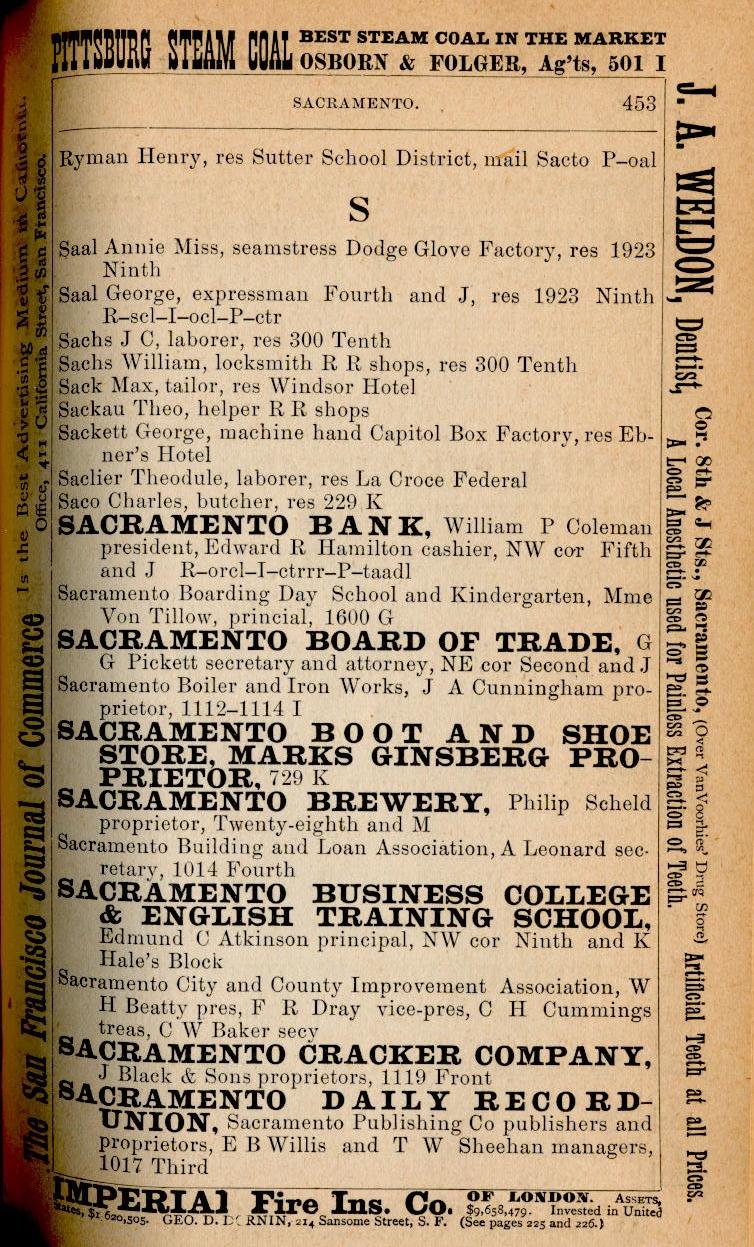 PITTSBURG STEAM COAL BEST STEAM COAL IN THE MARKET
OSBORN & FOLGER, Ag'ts, 501 I
SACRAMENTO. 453
Ryman Henry, res Sutter School District, mail Sacto P–oal
S
Saal Annie Miss, seamstress Dodge Glove Factory, res 1923
Ninth
Saal George, expressman Fourth and J, res 1923 Ninth
R–scl–I–ocl–P–ctr
Sachs J C, laborer, res 300 Tenth
Sachs William, locksmith R R shops, res 300 Tenth
Sack Max, tailor, res Windsor Hotel
Sackau Theo, helper R R shops
Sackett George, machine hand Capitol Box Factory, res Eb-
ner's Hotel
Saclier Theodule, laborer, res La Croce Federal
Saco Charles, butcher, res 229 K
SACRAMENTO BANK, William P Coleman
president, Edward R Hamilton cashier, NW cor Fifth
and J R–orcl–I–ctrrr–P–taadl
Sacramento Boarding Day School and Kindergarten, Mme
Von Tillow, princial, 1600 G
SACRAMENTO BOARD OF TRADE, G
G Pickett secretary and attorney, NE cor Second and J
Sacramento Boiler and Iron Works, J A Cunningham pro-
prietor, 1112–1114 I
SACRAMENTO BOOT AND SHOE
STORE, MARKS GINSBERG PRO-
PRIETOR, 729 K
SACRAMENTO BREWERY, Philip Scheld
proprietor, Twenty-eighth and M
Sacramento Building and Loan Association, A Leonard sec-
retary, 1014 Fourth
SACRAMENTO BUSINESS COLLEGE
& ENGLISH TRAINING SCHOOL,
Edmund C Atkinson principal, NW cor Ninth and K
Hale's Block
Sacramento City and County Improvement Association, W
H Beatty pres, F R Dray vice-pres, C H Cummings
treas, C W Baker secy
SACRAMENTO CRACKER COMPANY,
J Black & Sons proprietors, 1119 Front
SACRAMENTO DAILY RECORD-
UNION, Sacramento Publishing Co publishers and
proprietors, E B Willis and T W Sheehan managers,
1017 Third
IMPERIAL Fire Ins. Co. OF LONDON. ASSETS,
$9,658,479. Invested in United
States, $1,620,505. GEO. D. DORNIN, 214 Sansome Street, S. F. (See pages 225 and 226.)
The San Francisco Journal of Commerce Is the Best Advertising Medium in California.
Office, 411 California Street, San Francisco.
J. A. WELDON, Dentist, Cor. 8th & J Sts., Sacramento, (Over VanVoorhies' Drug Store) Artificial Teeth at all Prices.
A Local Anesthetic used for Painless Extraction of Teeth.